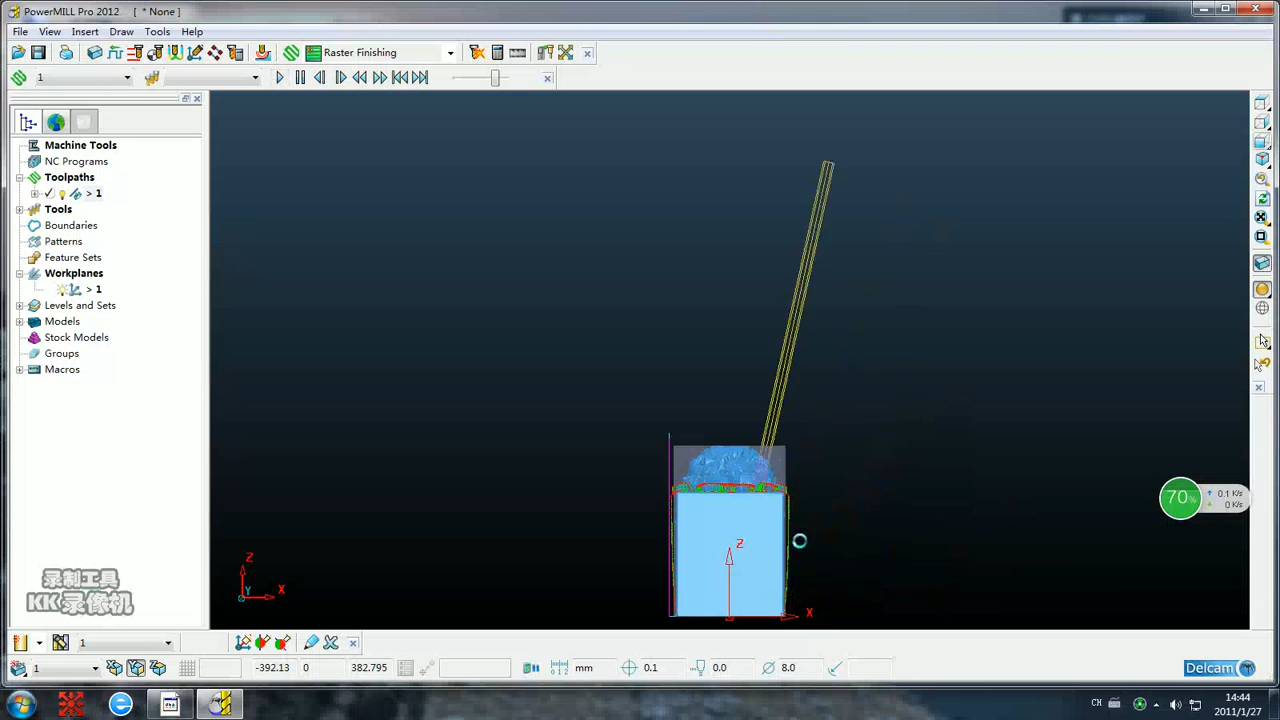 PowerMILL Pro 2012 [ * None ]
File View Insert Draw Tools Help
Raster Finishing
1
Machine Tools
NC Programs
Toolpaths
> 1
Tools
Boundaries
Patterns
Feature Sets
Workplanes
> 1
Levels and Sets
Models
Stock Models
Groups
Macros
70%
0.1 K/s
0 K/s
Z
Z
X
Y
X
录制工具
KK录像机
1
1
-392.13 0 382.795 mm 0.1 0.0 8.0
Delcam
CH
14:44
2011/1/27